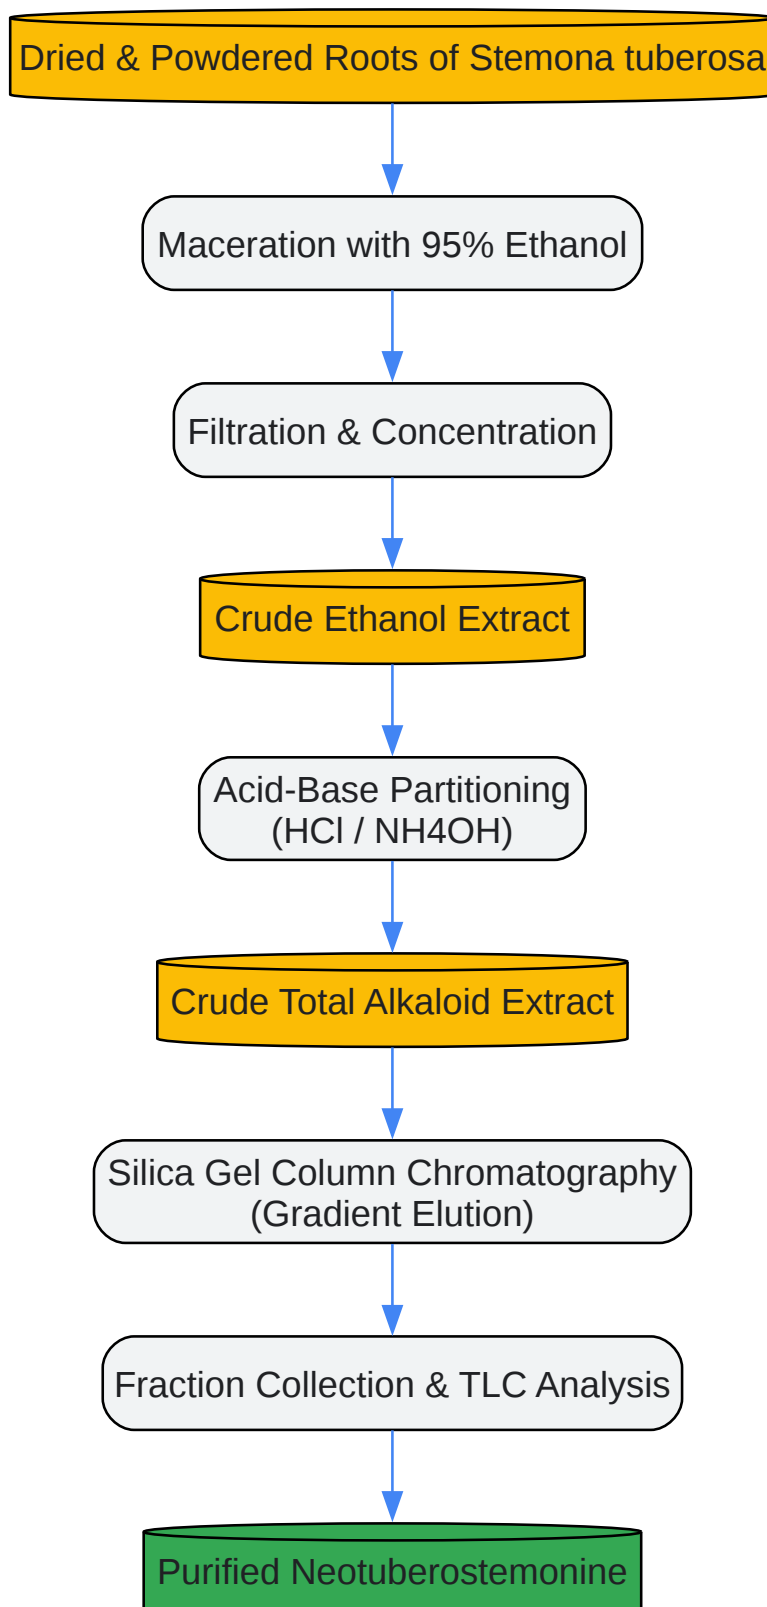 Dried & Powdered Roots of Stemona tuberosa
Maceration with 95% Ethanol
Filtration & Concentration
Crude Ethanol Extract
Acid-Base Partitioning
(HCl / NH4OH)
Crude Total Alkaloid Extract
Silica Gel Column Chromatography
(Gradient Elution)
Fraction Collection & TLC Analysis
Purified Neotuberostemonine